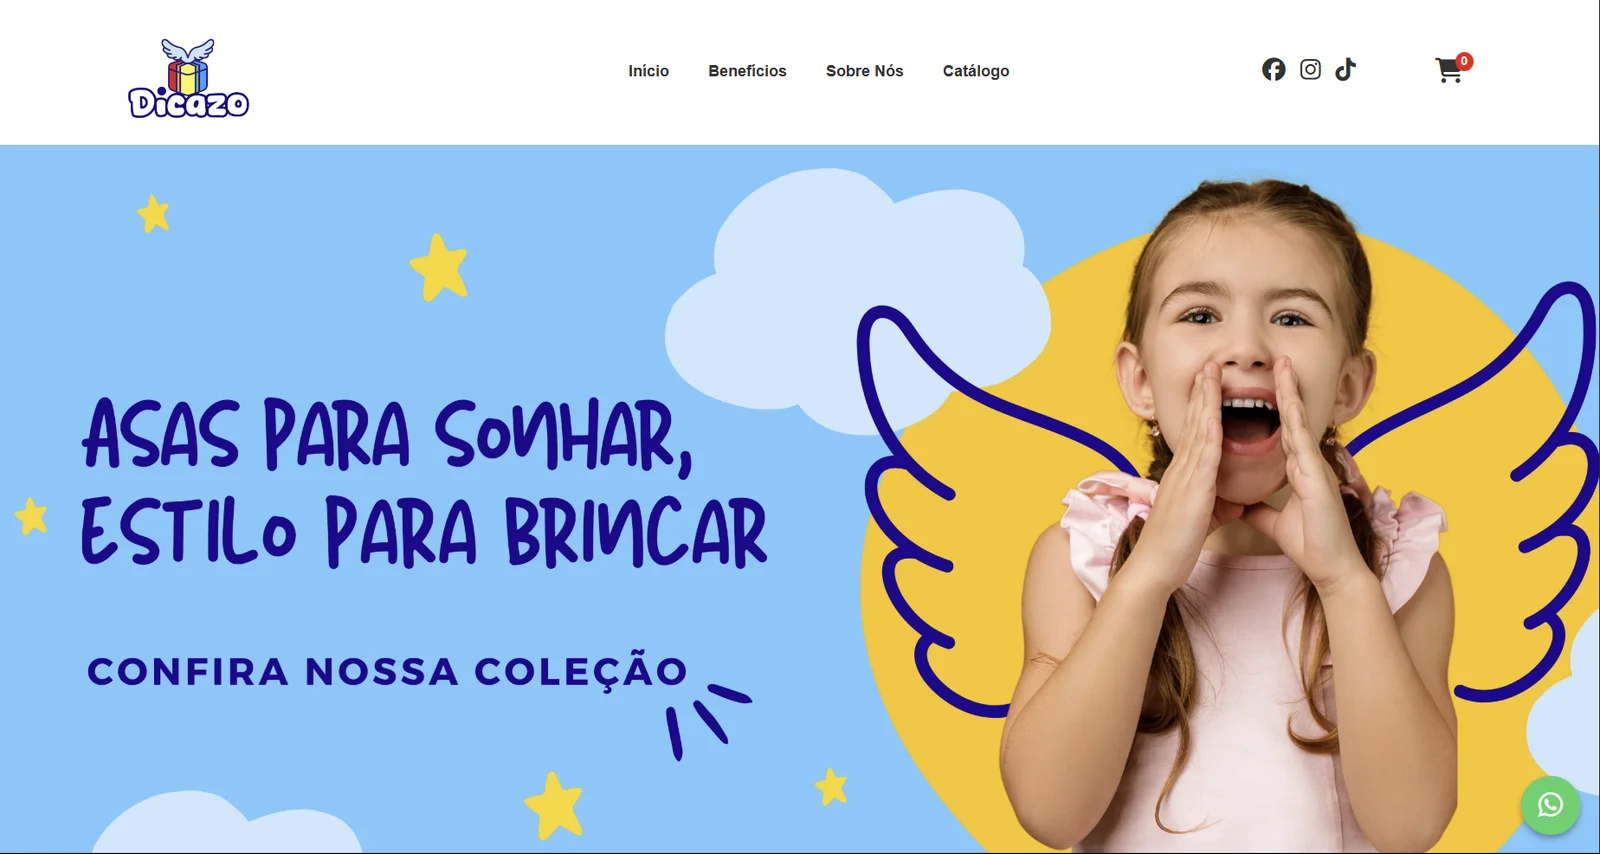 Dicazo
Início Benefícios Sobre Nós Catálogo
0
ASAS PARA SONHAR,
ESTILO PARA BRINCAR
CONFIRA NOSSA COLEÇÃO